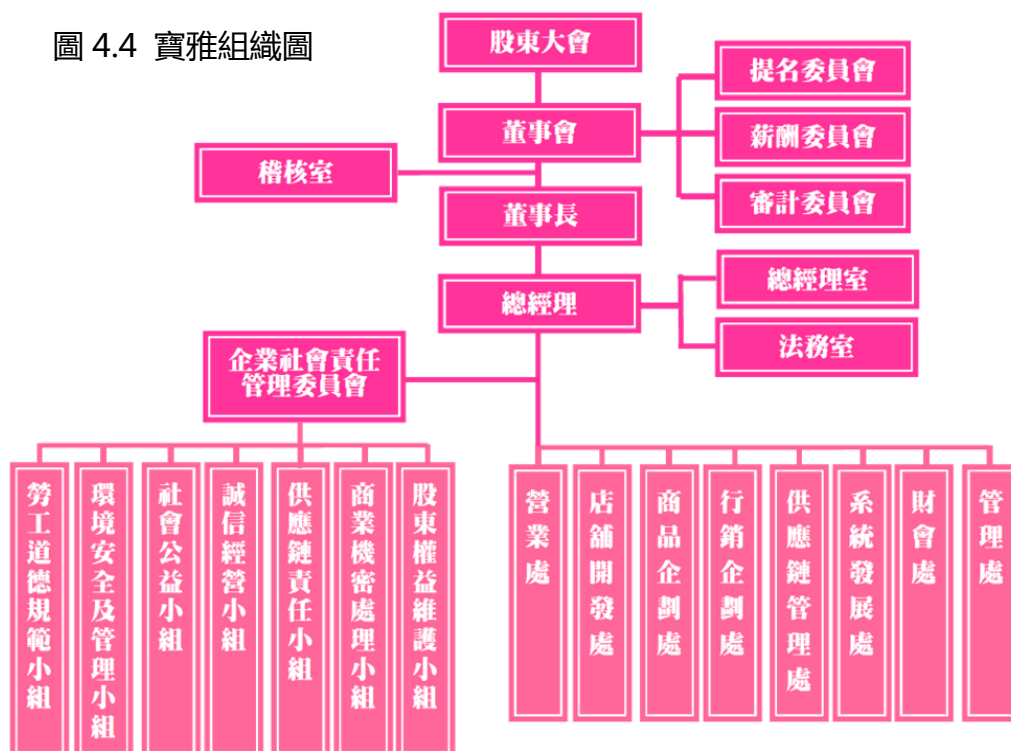 圖 4.4 寶雅組織圖
股東大會
提名委員會
董事會
薪酬委員會
稽核室
審計委員會
董事長
總經理室
總經理
法務室
企業社會責任
管理委員會
勞工道德規範小組
環境安全及管理小組
社會公益小組
誠信經營小組
供應鏈責任小組
商業機密處理小組
股東權益維護小組
營業處
店舖開發處
商品企劃處
行銷企劃處
供應鏈管理處
系統發展處
財會處
管理處